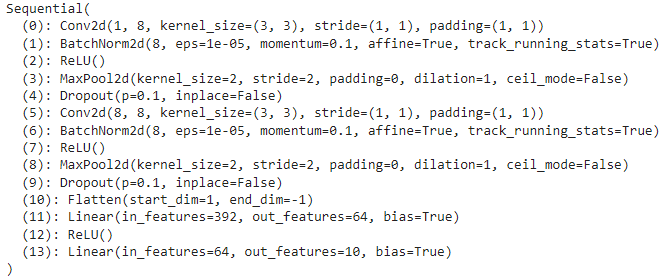 Sequential(
  (0): Conv2d(1, 8, kernel_size=(3, 3), stride=(1, 1), padding=(1, 1))
  (1): BatchNorm2d(8, eps=1e-05, momentum=0.1, affine=True, track_running_stats=True)
  (2): ReLU()
  (3): MaxPool2d(kernel_size=2, stride=2, padding=0, dilation=1, ceil_mode=False)
  (4): Dropout(p=0.1, inplace=False)
  (5): Conv2d(8, 8, kernel_size=(3, 3), stride=(1, 1), padding=(1, 1))
  (6): BatchNorm2d(8, eps=1e-05, momentum=0.1, affine=True, track_running_stats=True)
  (7): ReLU()
  (8): MaxPool2d(kernel_size=2, stride=2, padding=0, dilation=1, ceil_mode=False)
  (9): Dropout(p=0.1, inplace=False)
  (10): Flatten(start_dim=1, end_dim=-1)
  (11): Linear(in_features=392, out_features=64, bias=True)
  (12): ReLU()
  (13): Linear(in_features=64, out_features=10, bias=True)
)